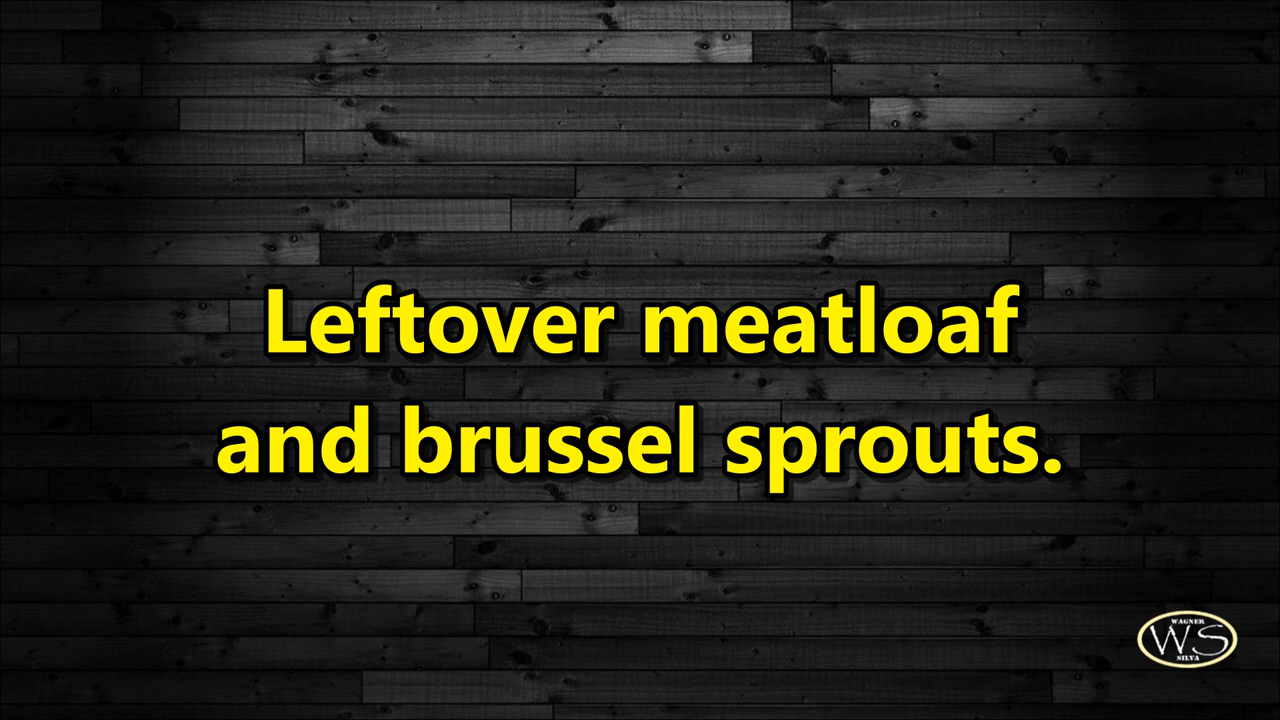 Leftover meatloaf
and brussel sprouts.
WAGNER
WS
SILVA